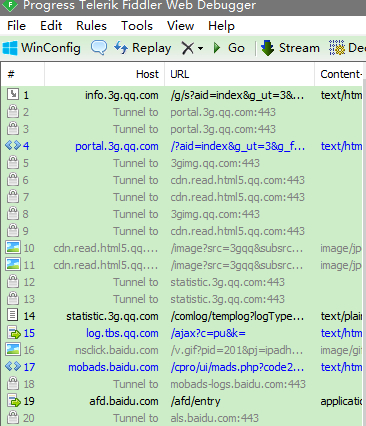 Progress Telerik Fiddler Web Debugger
File Edit Rules Tools View Help
WinConfig Replay Go Stream De
# Host URL Content-
1 info.3g.qq.com /g/s?aid=index&g_ut=3&... text/htm
2 Tunnel to portal.3g.qq.com:443
3 Tunnel to portal.3g.qq.com:443
4 portal.3g.qq.com /?aid=index&g_ut=3&g_f... text/htm
5 Tunnel to 3gimg.qq.com:443
6 Tunnel to cdn.read.html5.qq.com:443
7 Tunnel to cdn.read.html5.qq.com:443
8 Tunnel to 3gimg.qq.com:443
9 Tunnel to cdn.read.html5.qq.com:443
10 cdn.read.html5.qq.... /image?src=3gqq&subsrc... image/jp
11 cdn.read.html5.qq.... /image?src=3gqq&subsrc... image/jp
12 Tunnel to statistic.3g.qq.com:443
13 Tunnel to statistic.3g.qq.com:443
14 statistic.3g.qq.com /comlog/templog?logType... text/plain
15 log.tbs.qq.com /ajax?c=pu&k= text/htm
16 nsclick.baidu.com /v.gif?pid=201&pj=ipadh... image/gi
17 mobads.baidu.com /cpro/ui/mads.php?code2... text/htm
18 Tunnel to mobads-logs.baidu.com:443
19 afd.baidu.com /afd/entry applicatio
20 Tunnel to als.baidu.com:443